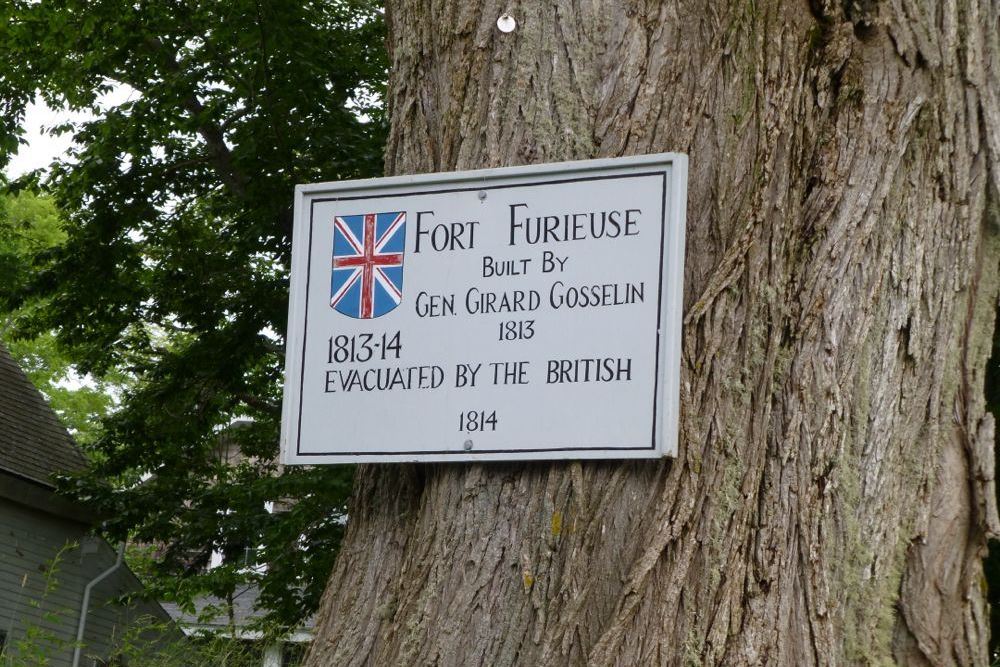 FORT FURIEUSE
BUILT BY
GEN. GIRARD GOSSELIN
1813
1813-14
EVACUATED BY THE BRITISH
1814